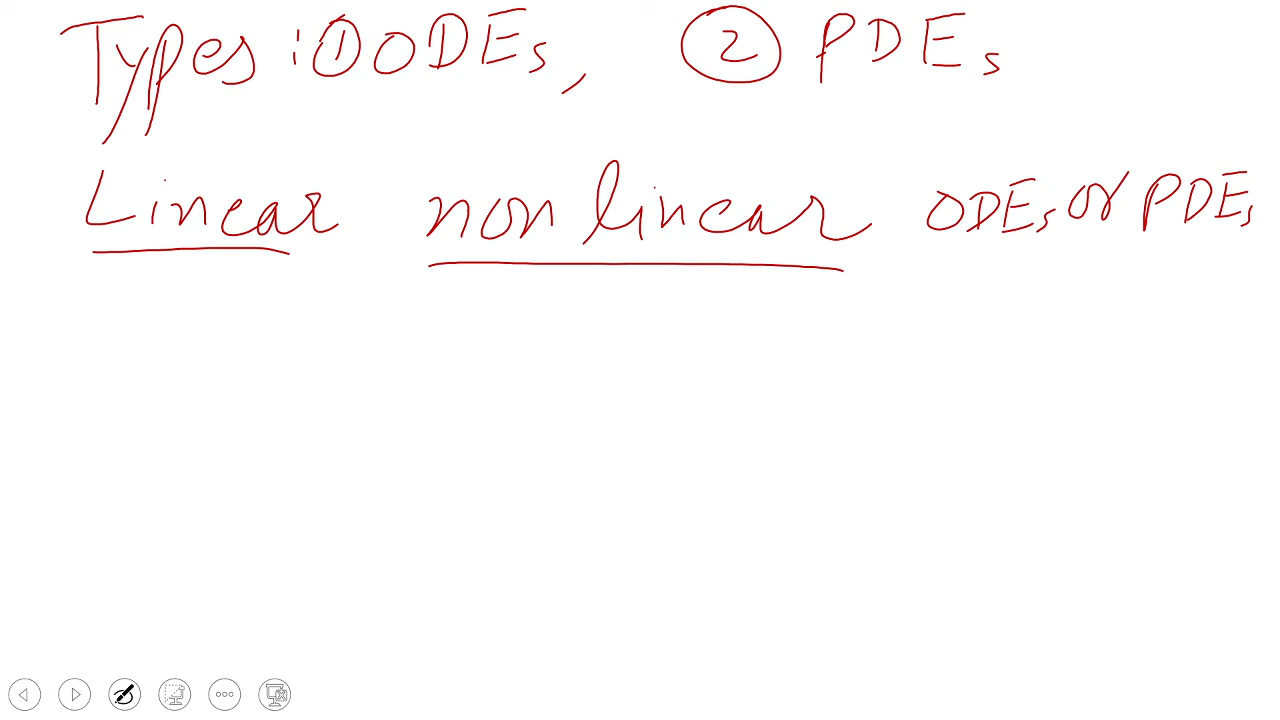 Types: ① ODEs, ② PDEs
Linear nonlinear ODEs or PDEs